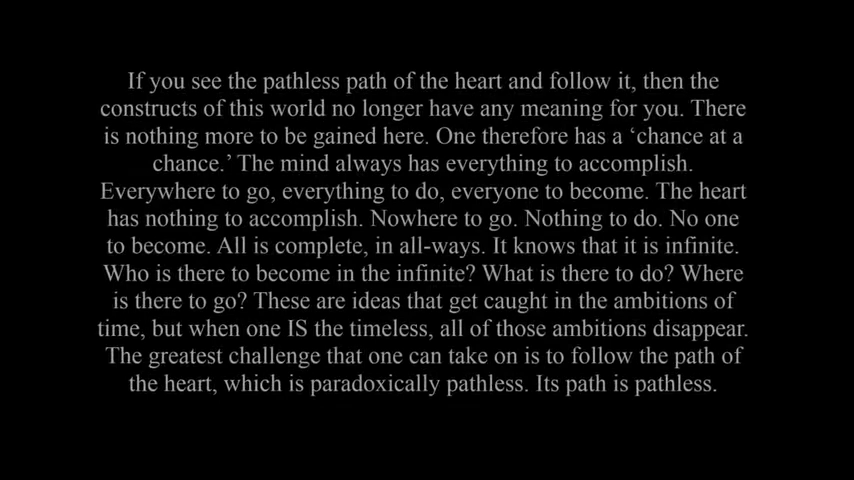 If you see the pathless path of the heart and follow it, then the
constructs of this world no longer have any meaning for you. There
is nothing more to be gained here. One therefore has a ‘chance at a
chance.’ The mind always has everything to accomplish.
Everywhere to go, everything to do, everyone to become. The heart
has nothing to accomplish. Nowhere to go. Nothing to do. No one
to become. All is complete, in all-ways. It knows that it is infinite.
Who is there to become in the infinite? What is there to do? Where
is there to go? These are ideas that get caught in the ambitions of
time, but when one IS the timeless, all of those ambitions disappear.
The greatest challenge that one can take on is to follow the path of
the heart, which is paradoxically pathless. Its path is pathless.